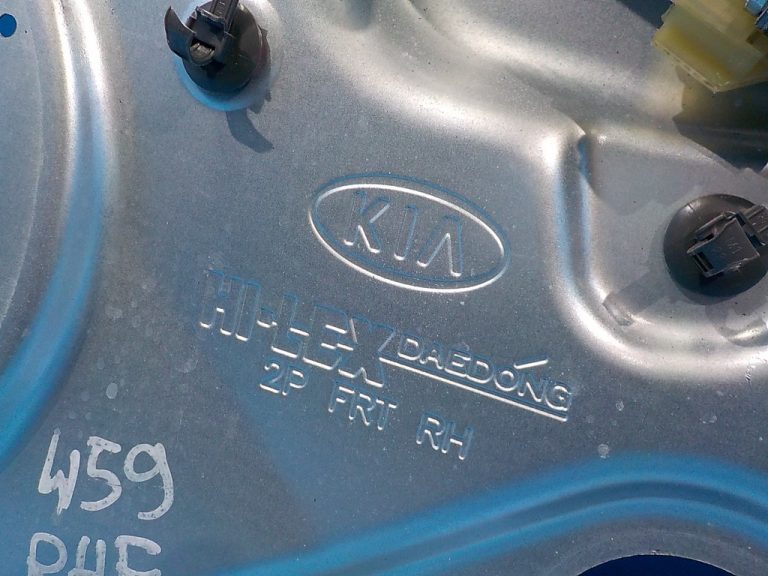 KIA
HI-LEX DAEDONG
2P FRT RH
459